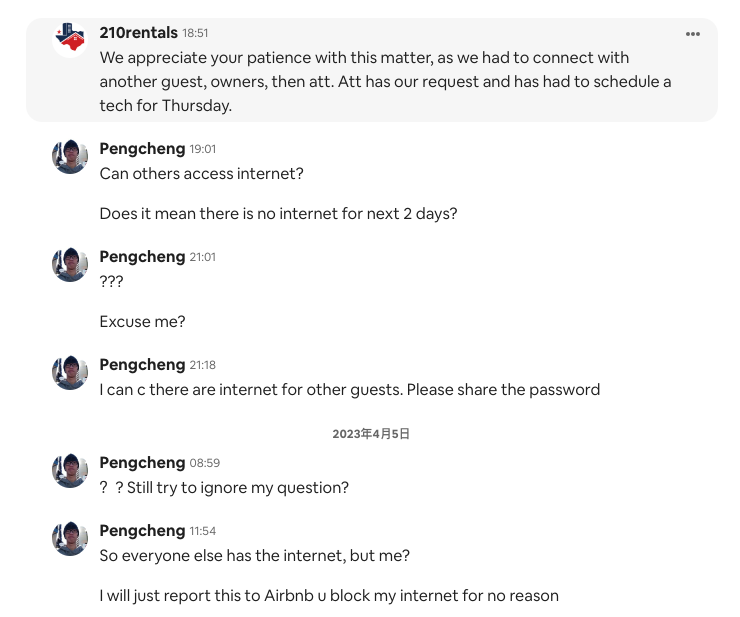 210rentals 18:51
We appreciate your patience with this matter, as we had to connect with
another guest, owners, then att. Att has our request and has had to schedule a
tech for Thursday.
Pengcheng 19:01
Can others access internet?
Does it mean there is no internet for next 2 days?
Pengcheng 21:01
???
Excuse me?
Pengcheng 21:18
I can c there are internet for other guests. Please share the password
2023年4月5日
Pengcheng 08:59
？？Still try to ignore my question?
Pengcheng 11:54
So everyone else has the internet, but me?
I will just report this to Airbnb u block my internet for no reason